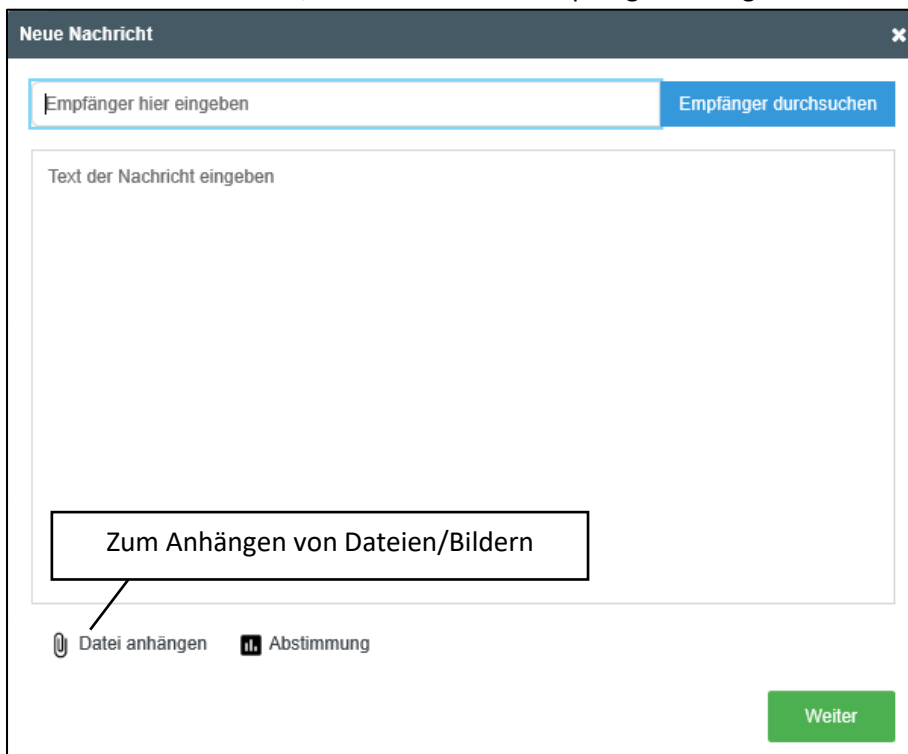 Neue Nachricht ×
Empfänger hier eingeben Empfänger durchsuchen
Text der Nachricht eingeben
Zum Anhängen von Dateien/Bildern
Datei anhängen Abstimmung
Weiter